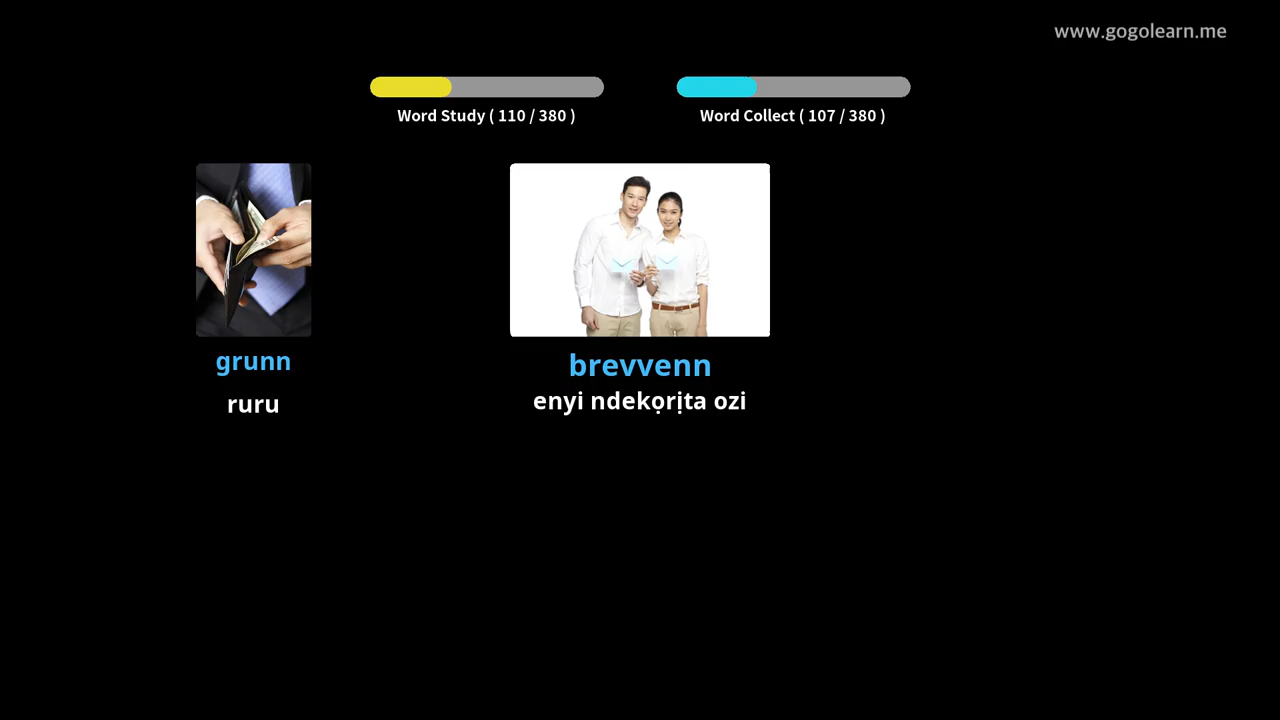 www.gogolearn.me
Word Study ( 110 / 380 )
Word Collect ( 107 / 380 )
grunn
ruru
brevvenn
enyi ndekọrịta ozi